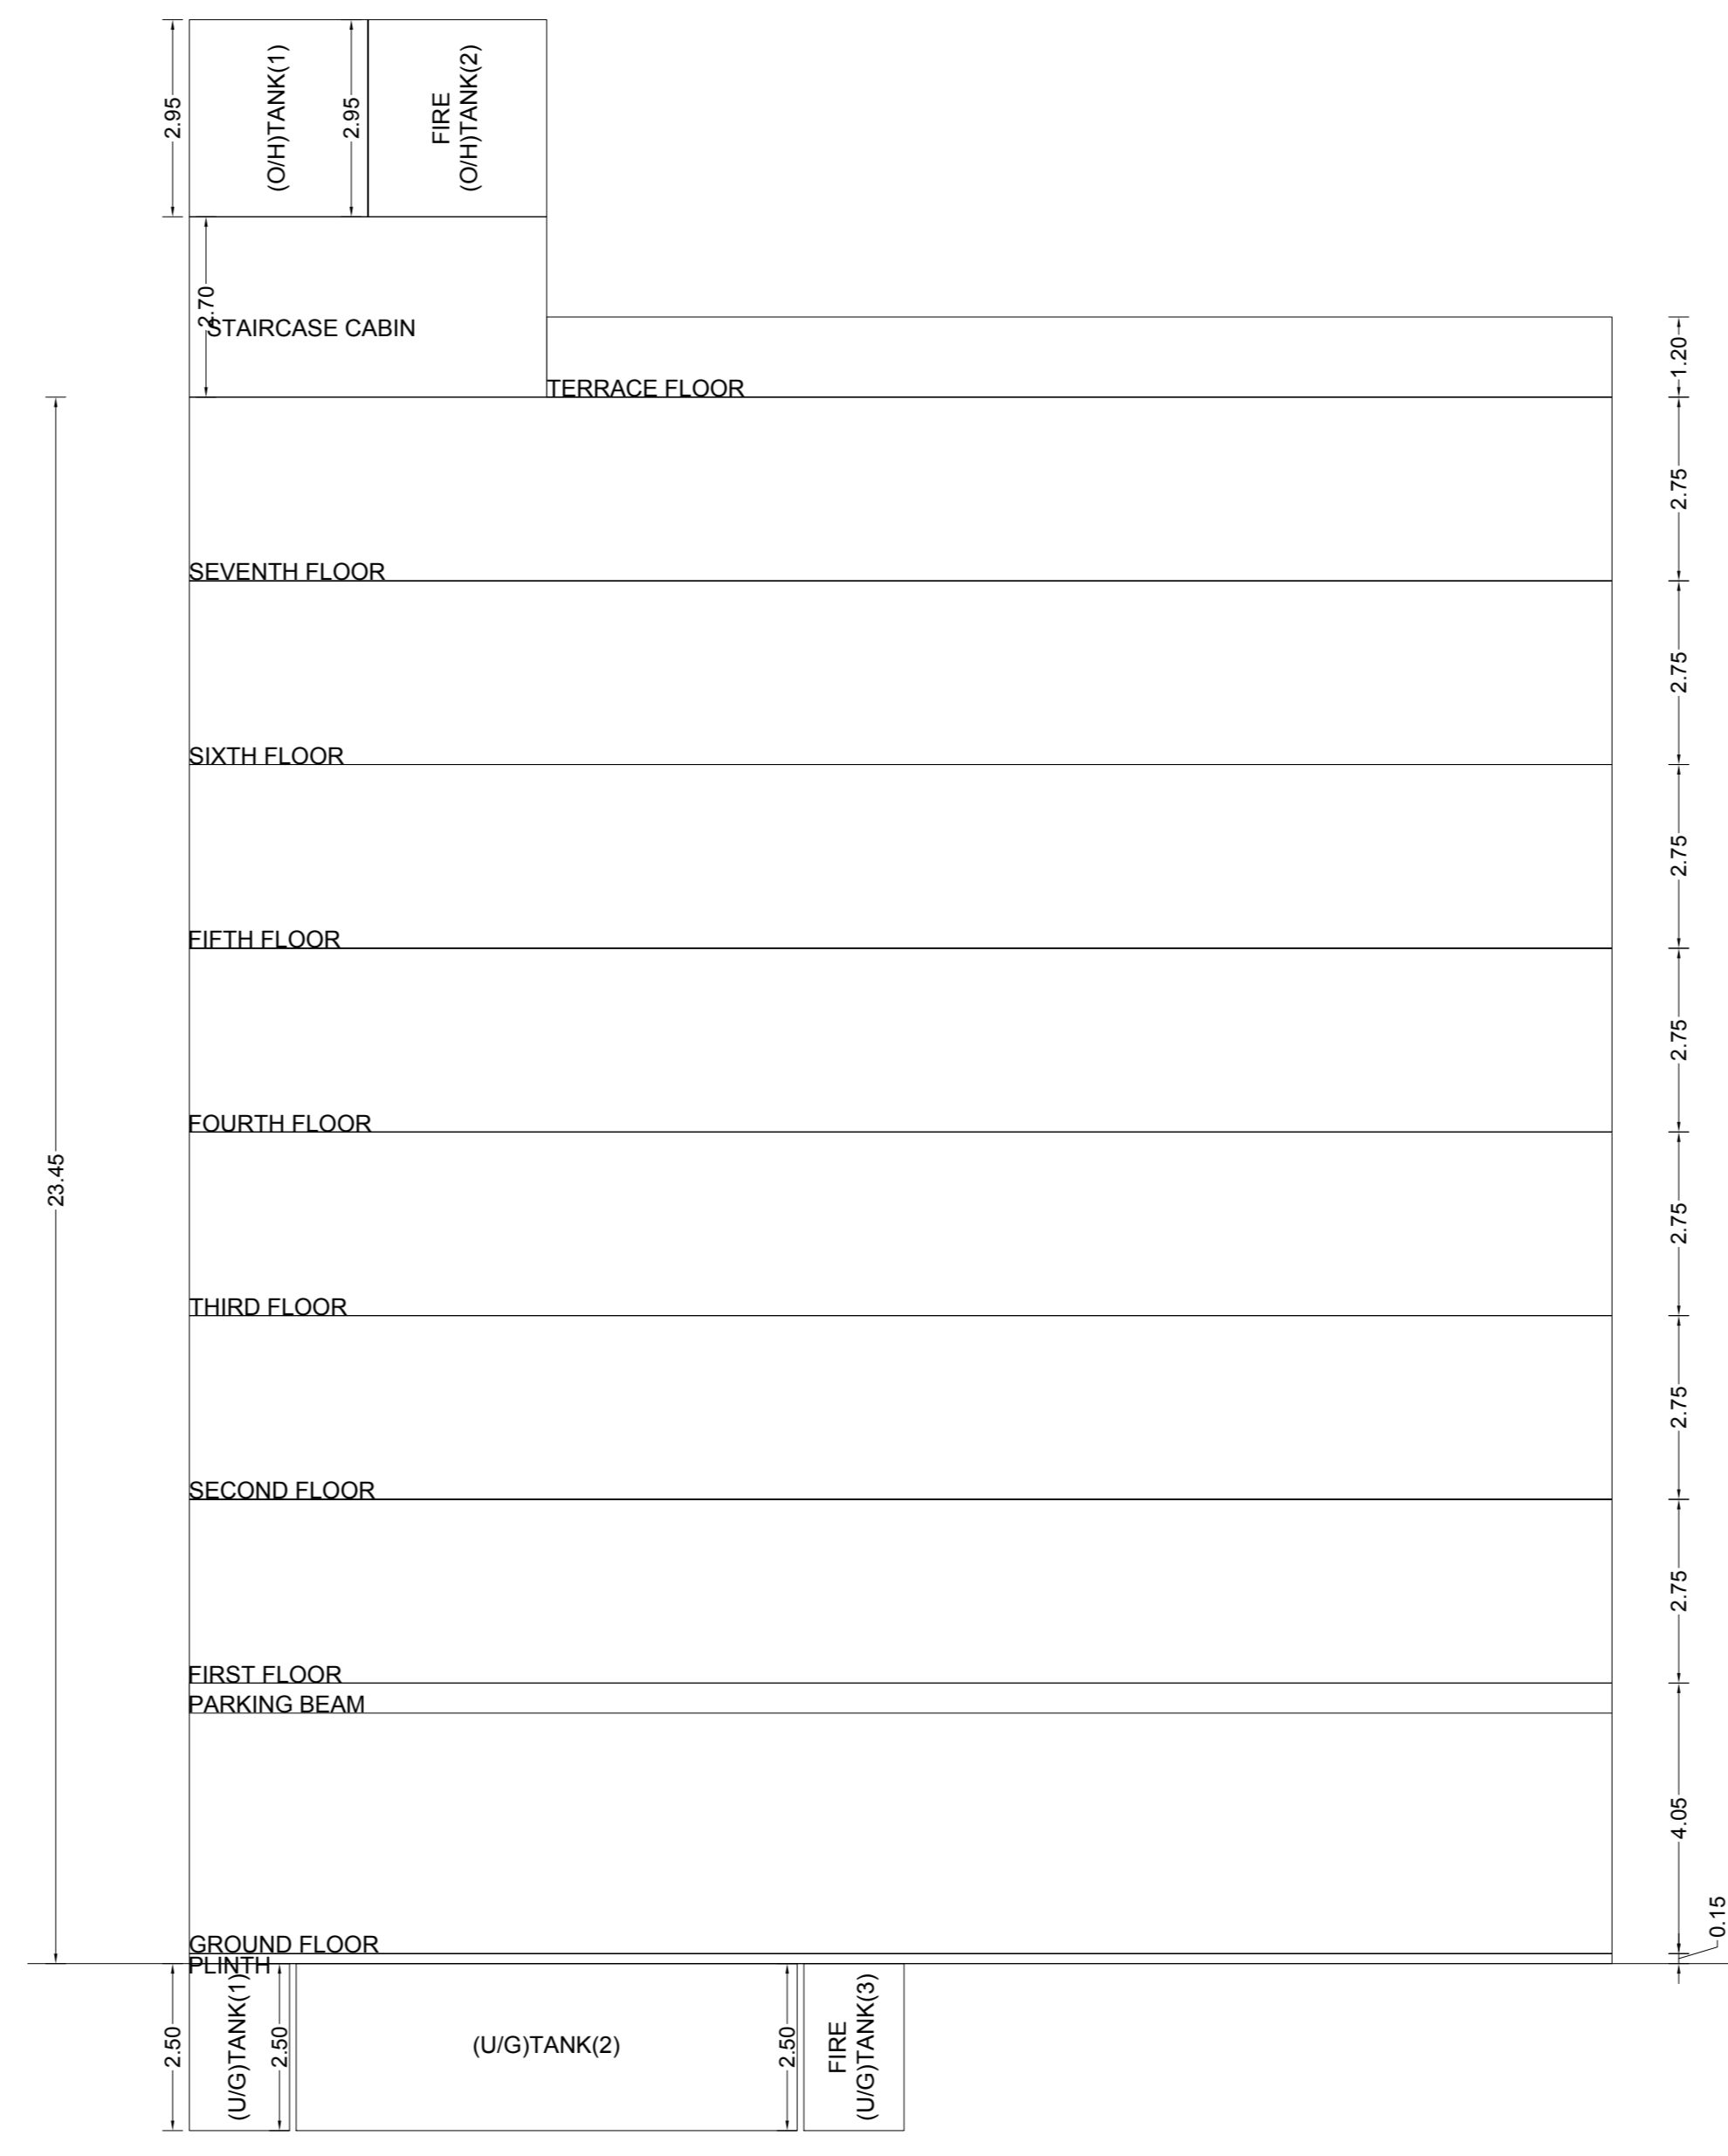 2.95
(O/H)TANK(1)
2.95
FIRE
(O/H)TANK(2)
2.70
STAIRCASE CABIN
1.20
TERRACE FLOOR
2.75
SEVENTH FLOOR
2.75
SIXTH FLOOR
2.75
FIFTH FLOOR
2.75
FOURTH FLOOR
23.45
2.75
THIRD FLOOR
2.75
SECOND FLOOR
2.75
FIRST FLOOR
PARKING BEAM
4.05
0.15
GROUND FLOOR
PLINTH
2.50
(U/G)TANK(1)
2.50
(U/G)TANK(2)
2.50
FIRE
(U/G)TANK(3)